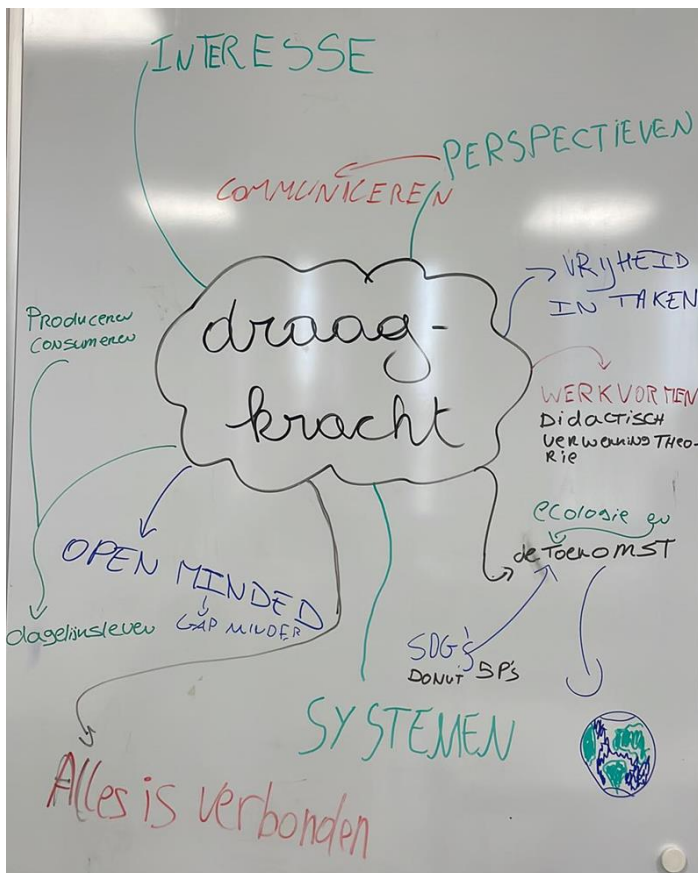 INTERESSE
PERSPECTIEVEN
COMMUNICEREN
draag-
kracht
VRIJHEID
IN TAKEN
PRODUCEREN
CONSUMEREN
WERKVORMEN
DIDACTISCH
VERWERKING THEO-
RIE
ecologie en
de TOEKOMST
OPEN MINDED
GAP MINDER
dagelijksleven
SDG's
DONUT 5P's
SYSTEMEN
Alles is verbonden